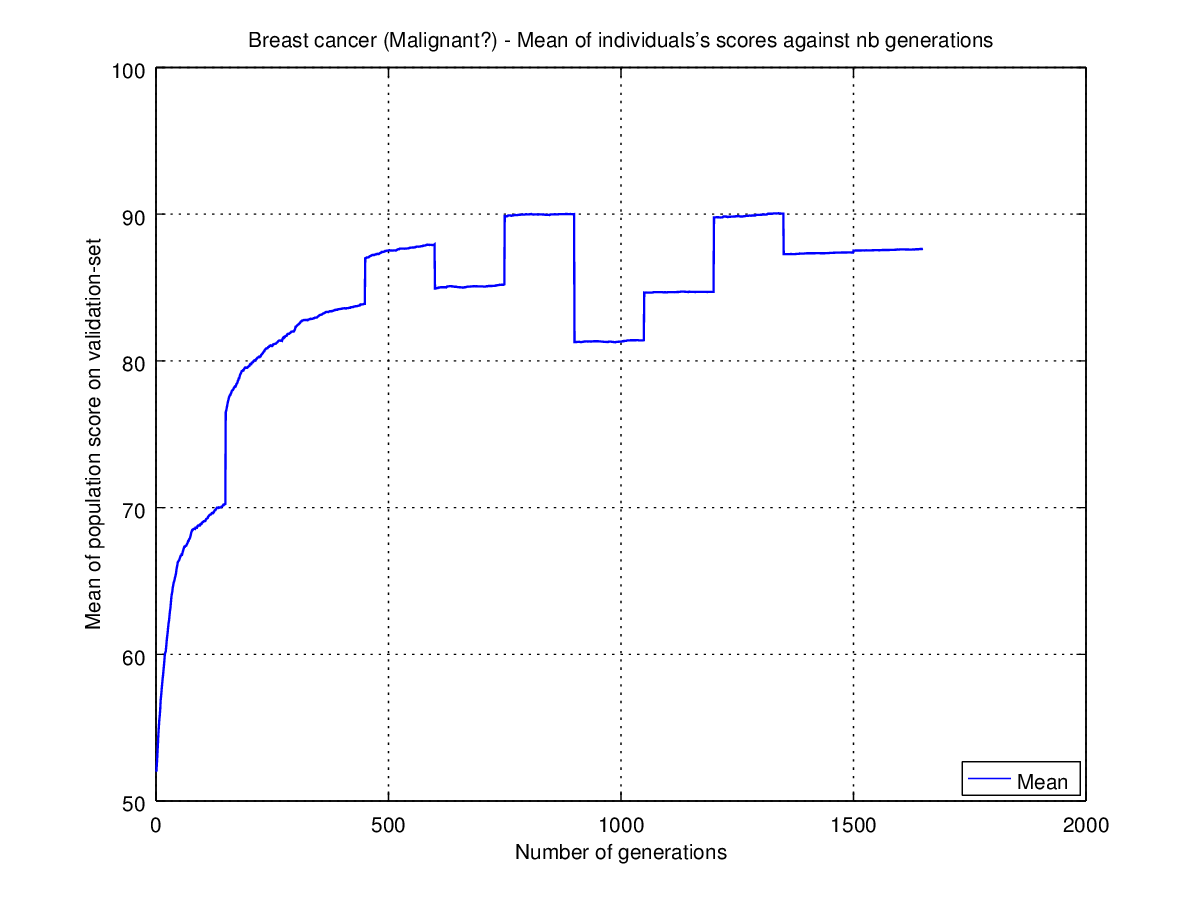 Breast cancer (Malignant?) - Mean of individuals's scores against nb generations
100
90
80
70
60
50
Mean of population score on validation-set
0 500 1000 1500 2000
Number of generations
Mean